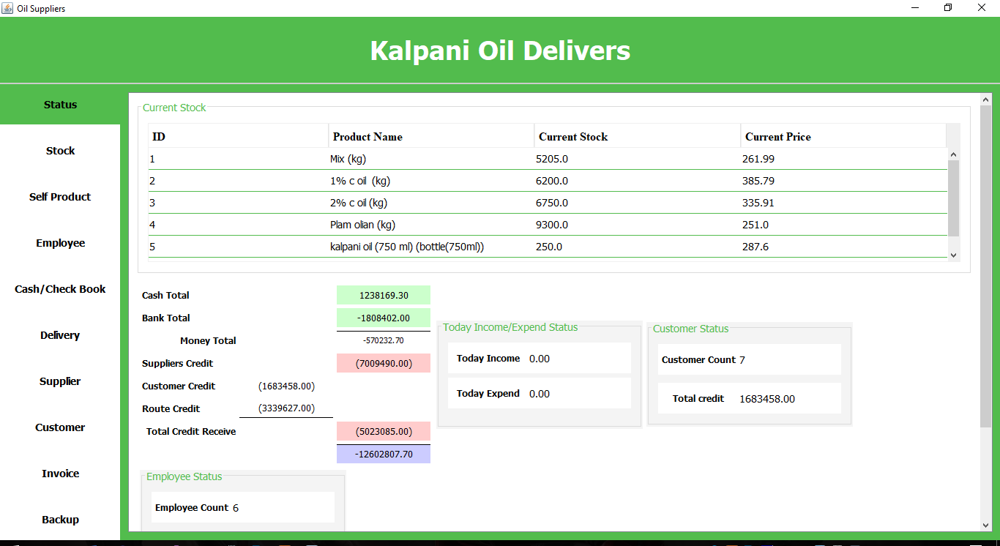 Oil Suppliers
Kalpani Oil Delivers
Status
Stock
Self Product
Employee
Cash/Check Book
Delivery
Supplier
Customer
Invoice
Backup
Current Stock
ID Product Name Current Stock Current Price
1 Mix (kg) 5205.0 261.99
2 1% c oil (kg) 6200.0 385.79
3 2% c oil (kg) 6750.0 335.91
4 Plam olian (kg) 9300.0 251.0
5 kalpani oil (750 ml) (bottle(750ml)) 250.0 287.6
Cash Total 1238169.30
Bank Total -1808402.00
Money Total -570232.70
Suppliers Credit (7009490.00)
Customer Credit (1683458.00)
Route Credit (3339627.00)
Total Credit Receive (5023085.00)
-12602807.70
Today Income/Expend Status
Today Income 0.00
Today Expend 0.00
Customer Status
Customer Count 7
Total credit 1683458.00
Employee Status
Employee Count 6